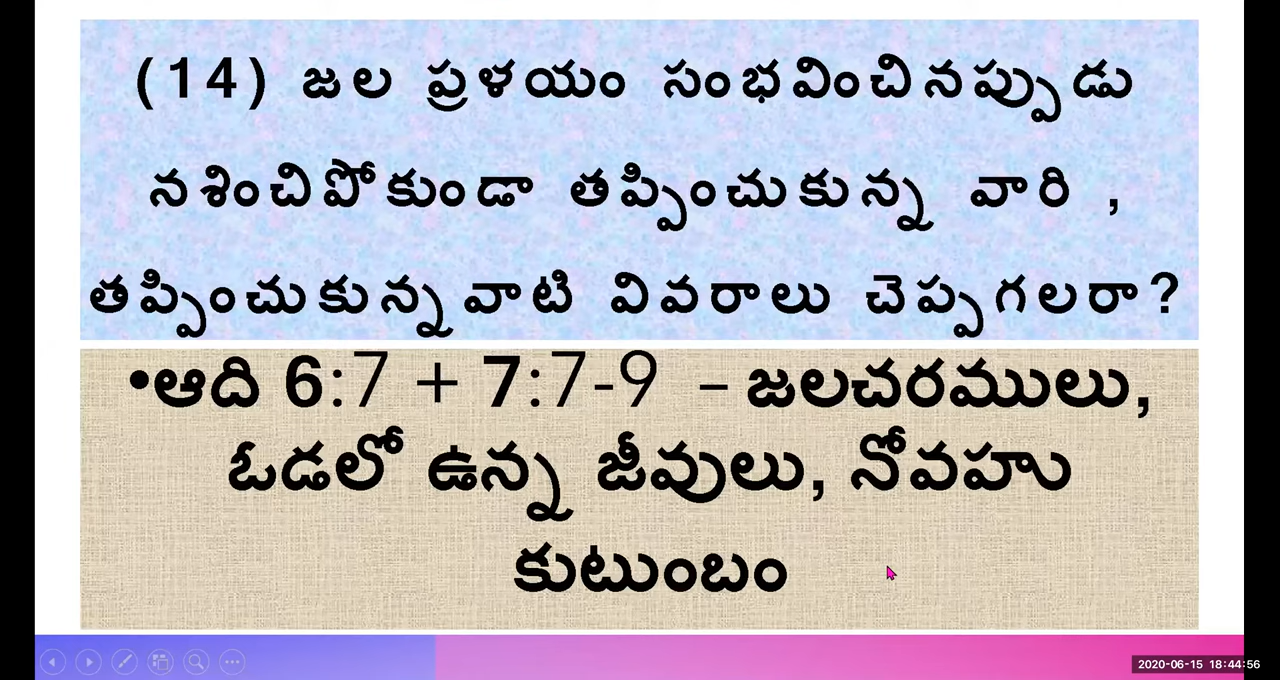 (14) జల ప్రళయం సంభవించినప్పుడు
నశించిపోకుండా తప్పించుకున్న వారి ,
తప్పించుకున్నవాటి వివరాలు చెప్పగలరా?
•ఆది 6:7 + 7:7-9 – జలచరములు,
ఓడలో ఉన్న జీవులు, నోవహు
కుటుంబం
2020-06-15 18:44:56